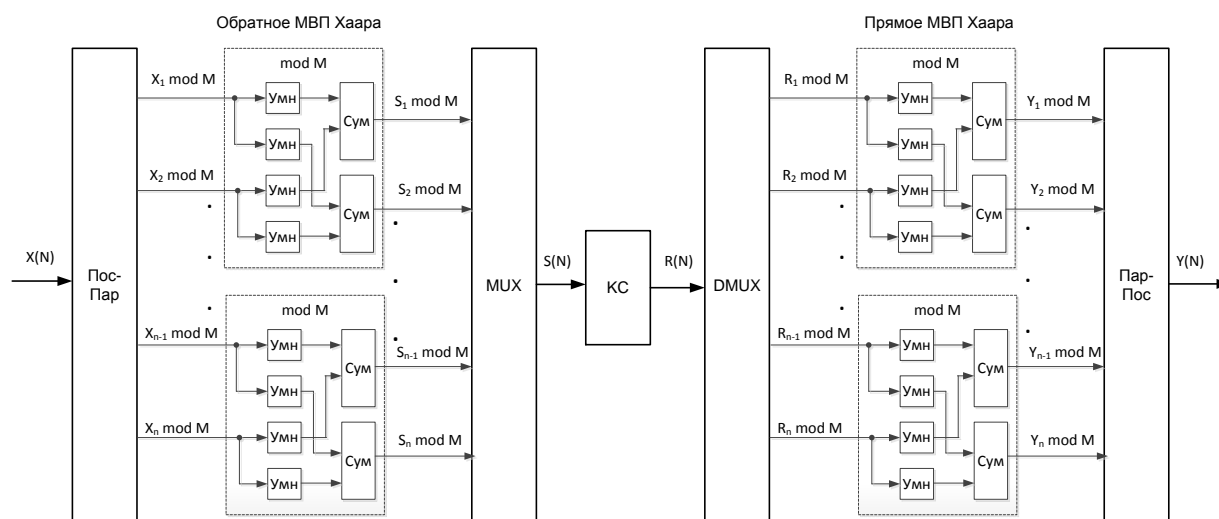 Обратное МВП Хаара
Прямое МВП Хаара
X(N)
Пос-
Пар
X1 mod M
X2 mod M
Xn-1 mod M
Xn mod M
mod M
Умн
Умн
Умн
Умн
Сум
Сум
mod M
Умн
Умн
Умн
Умн
Сум
Сум
S1 mod M
S2 mod M
Sn-1 mod M
Sn mod M
MUX
S(N)
КС
R(N)
DMUX
R1 mod M
R2 mod M
Rn-1 mod M
Rn mod M
mod M
Умн
Умн
Умн
Умн
Сум
Сум
mod M
Умн
Умн
Умн
Умн
Сум
Сум
Y1 mod M
Y2 mod M
Yn-1 mod M
Yn mod M
Пар-
Пос
Y(N)